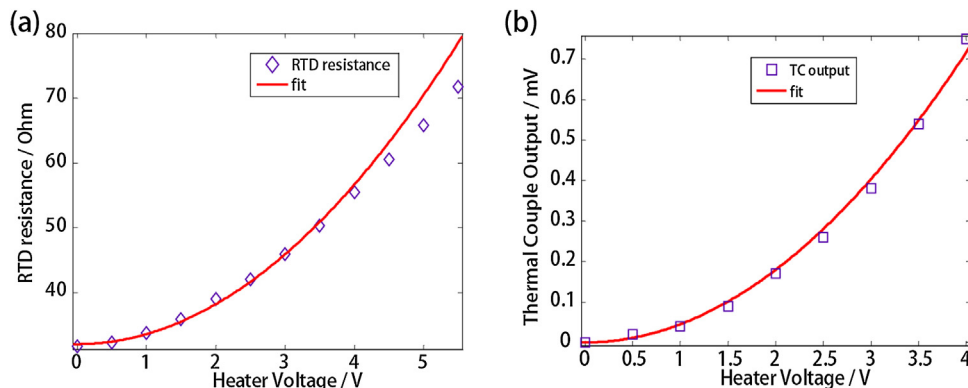 (a)
80
70
60
50
40
RTD resistance / Ohm
RTD resistance
fit
0 1 2 3 4 5
Heater Voltage / V
(b)
0.7
0.6
0.5
0.4
0.3
0.2
0.1
0
Thermal Couple Output / mV
TC output
fit
0 0.5 1 1.5 2 2.5 3 3.5 4
Heater Voltage / V